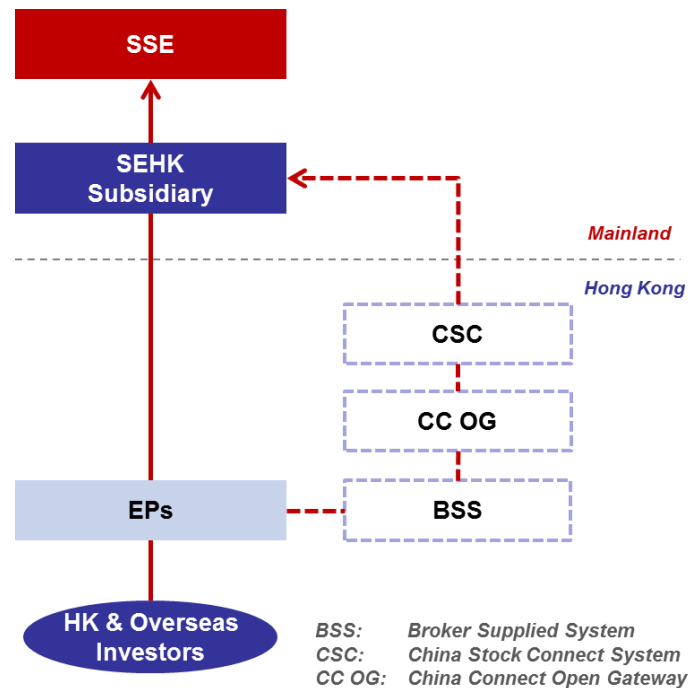 SSE
SEHK
Subsidiary
Mainland
Hong Kong
CSC
CC OG
EPs
BSS
HK & Overseas
Investors
BSS: Broker Supplied System
CSC: China Stock Connect System
CC OG: China Connect Open Gateway